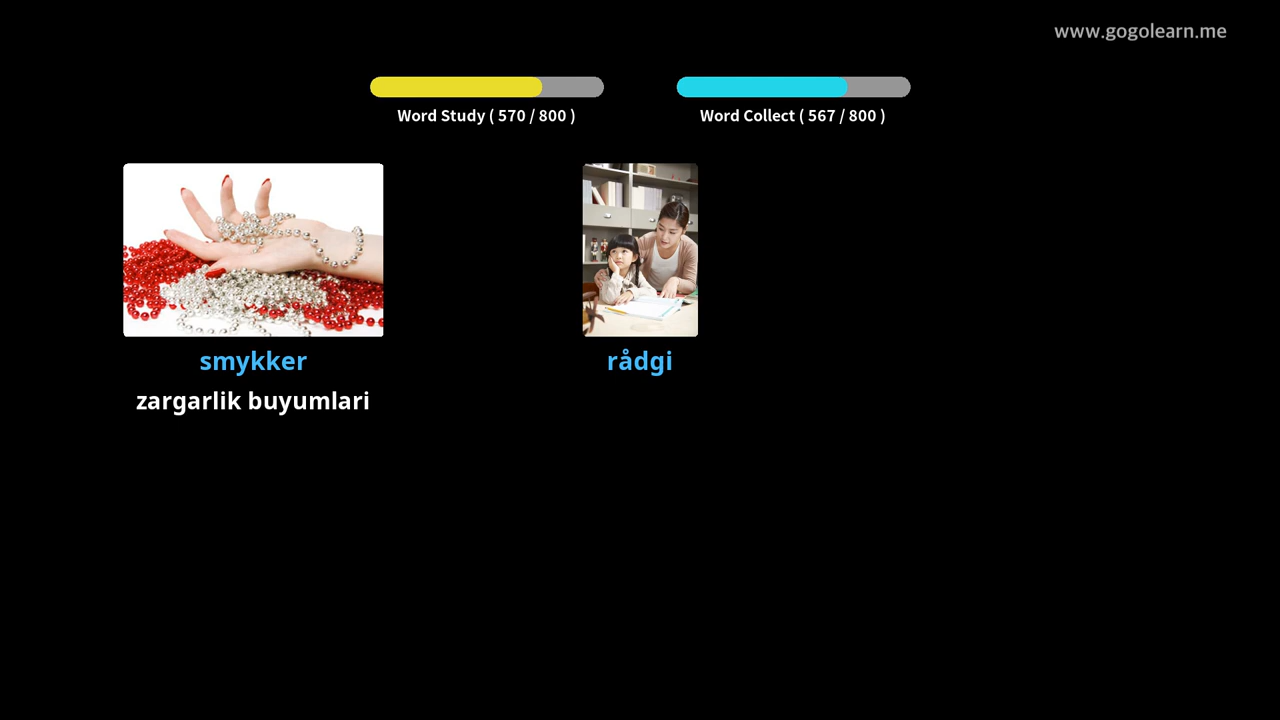 www.gogolearn.me
Word Study ( 570 / 800 )
Word Collect ( 567 / 800 )
smykker
rådgi
zargarlik buyumlari